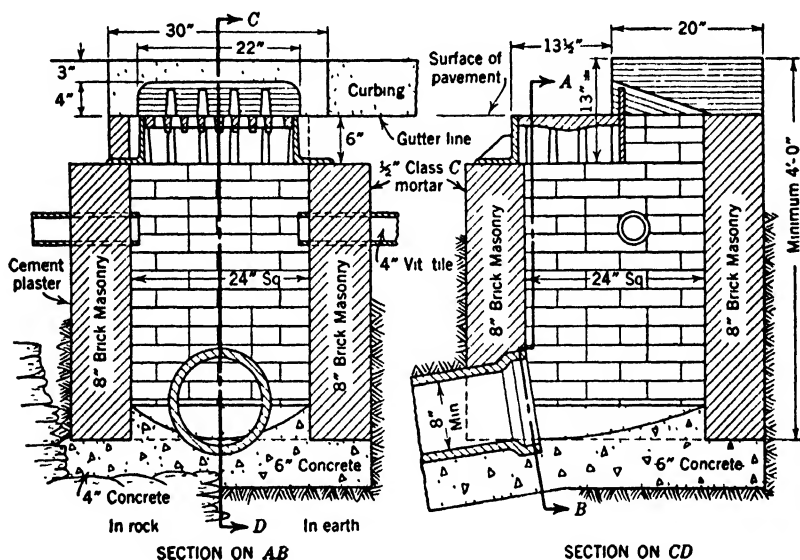 C
30"
22"
3"
4"
Curbing
Gutter line
6"
½" Class C
mortar
8" Brick Masonry
8" Brick Masonry
Cement
plaster
24" Sq
4" Vit tile
4" Concrete
6" Concrete
In rock
D
In earth
SECTION ON AB
13½"
20"
Surface of
pavement
A
13"
Minimum 4'-0"
8" Brick Masonry
8" Brick Masonry
24" Sq
8"
Min
6" Concrete
B
SECTION ON CD